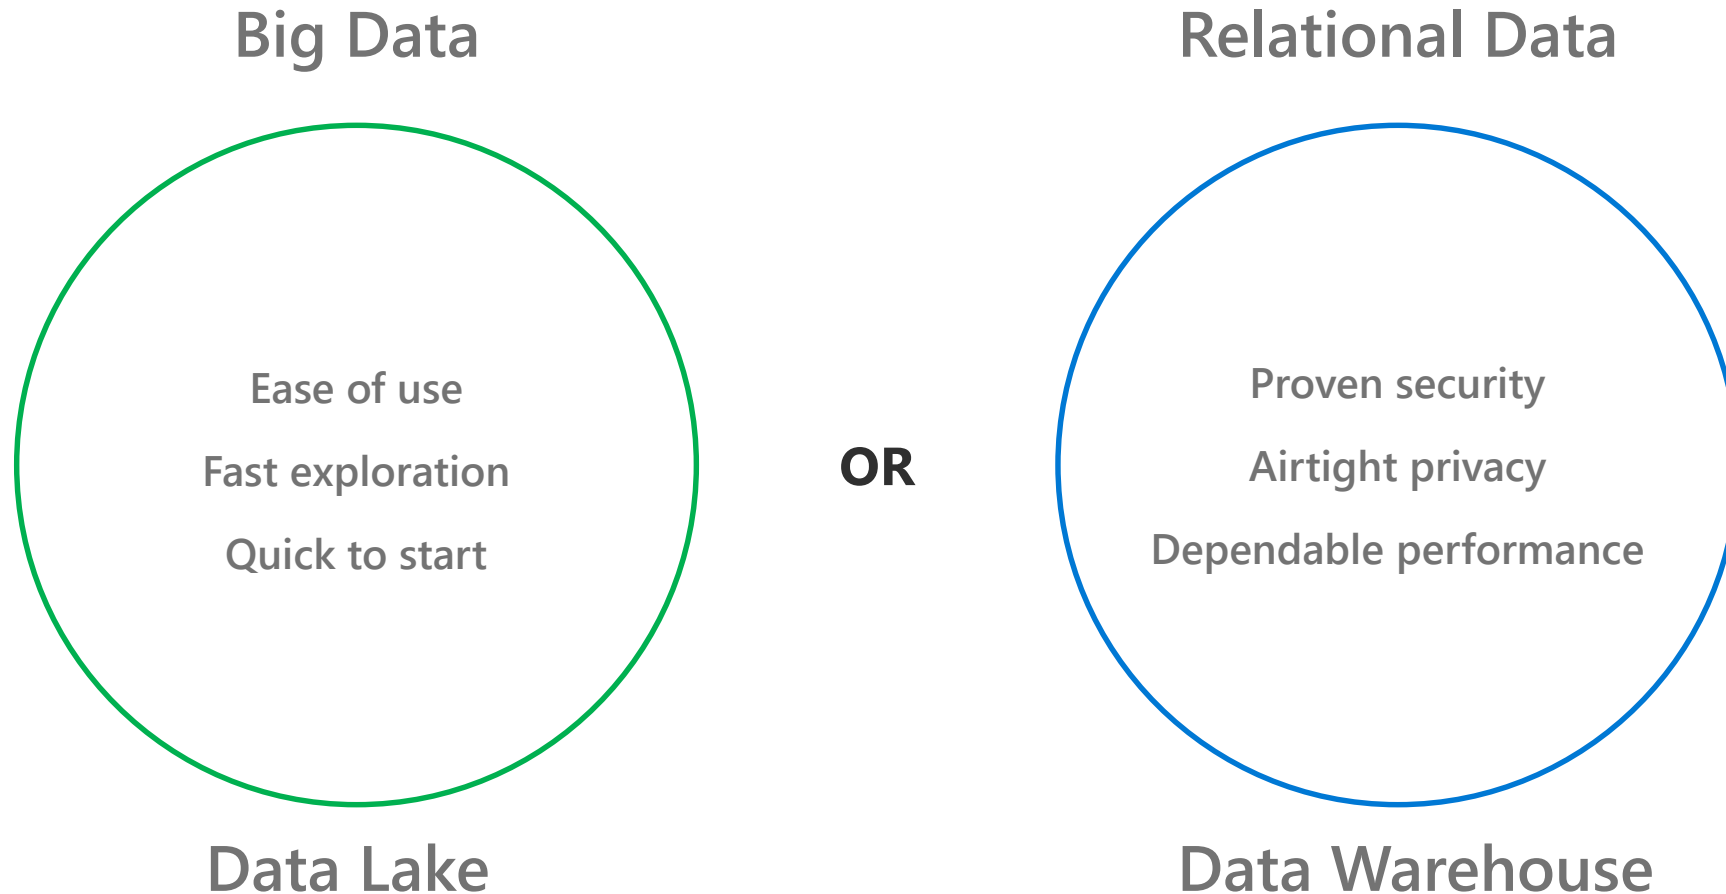 Big Data
Ease of use
Fast exploration
Quick to start
Data Lake
OR
Relational Data
Proven security
Airtight privacy
Dependable performance
Data Warehouse